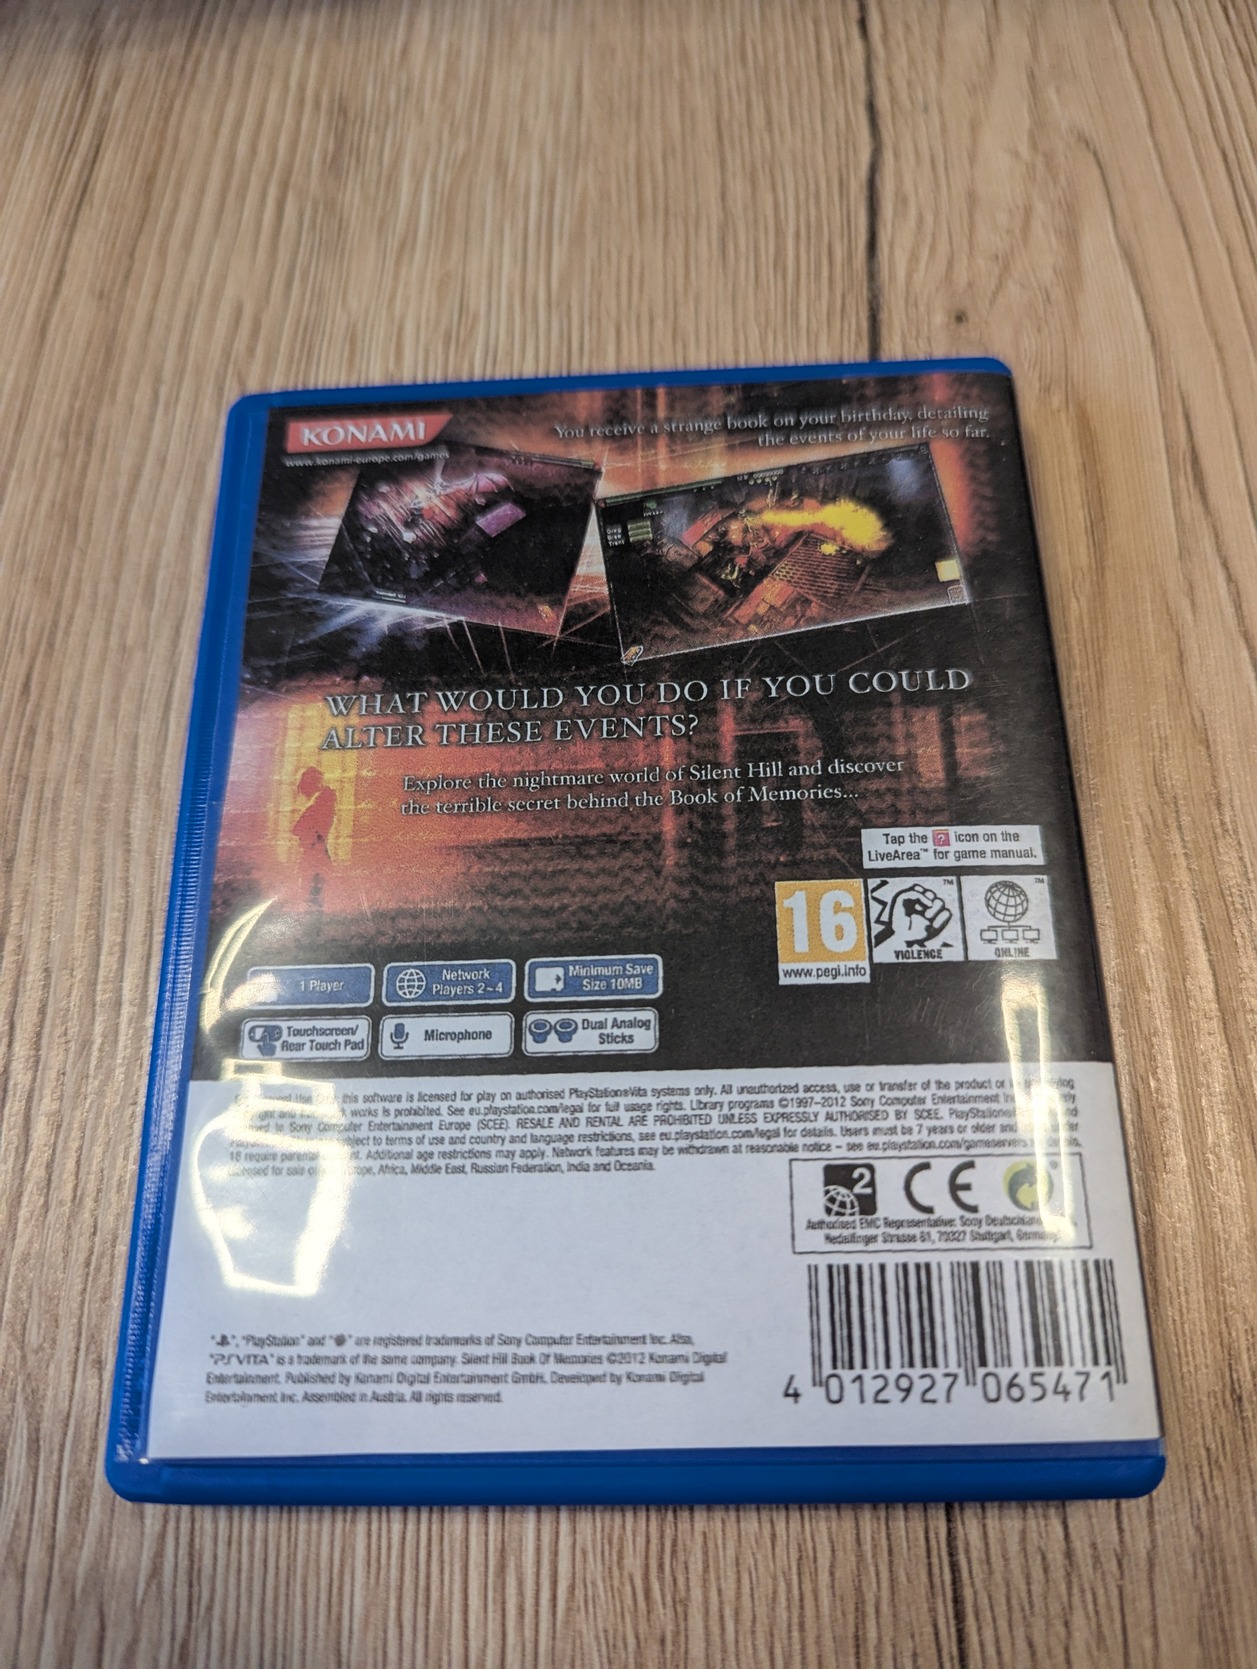 KONAMI
www.konami-europe.com/games
You receive a strange book on your birthday, detailing
the events of your life so far.
WHAT WOULD YOU DO IF YOU COULD
ALTER THESE EVENTS?
Explore the nightmare world of Silent Hill and discover
the terrible secret behind the Book of Memories...
Tap the ? icon on the
LiveArea™ for game manual.
16
www.pegi.info
VIOLENCE
ONLINE
TM
TM
1 Player
Network
Players 2~4
Minimum Save
Size 10MB
Touchscreen/
Rear Touch Pad
Microphone
Dual Analog
Sticks
this software is licensed for play on authorised PlayStation®Vita systems only. All unauthorized access, use or transfer of the product or
works is prohibited. See eu.playstation.com/legal for full usage rights. Library programs ©1997–2012 Sony Computer Entertainment
to Sony Computer Entertainment Europe (SCEE). RESALE AND RENTAL ARE PROHIBITED UNLESS EXPRESSLY AUTHORISED BY SCEE.
to terms of use and country and language restrictions, see eu.playstation.com/legal for details. Users must be 7 years or older and
18 require Additional age restrictions may apply. Network features may be withdrawn at reasonable notice – see eu.playstation.com/gameservers
for sale Africa, Middle East, Russian Federation, India and Oceania.
2 CE
Authorised EMC Representative: Sony
Hedelfinger Strasse 61, 70327 Stuttgart, Germany
"PlayStation" and are registered trademarks of Sony Computer Entertainment Inc. Also,
"PSVITA" is a trademark of the same company. Silent Hill Book Of Memories ©2012 Konami Digital
Entertainment. Published by Konami Digital Entertainment GmbH. Developed by Konami Digital
Entertainment Inc. Assembled in Austria. All rights reserved.
4 012927 065471